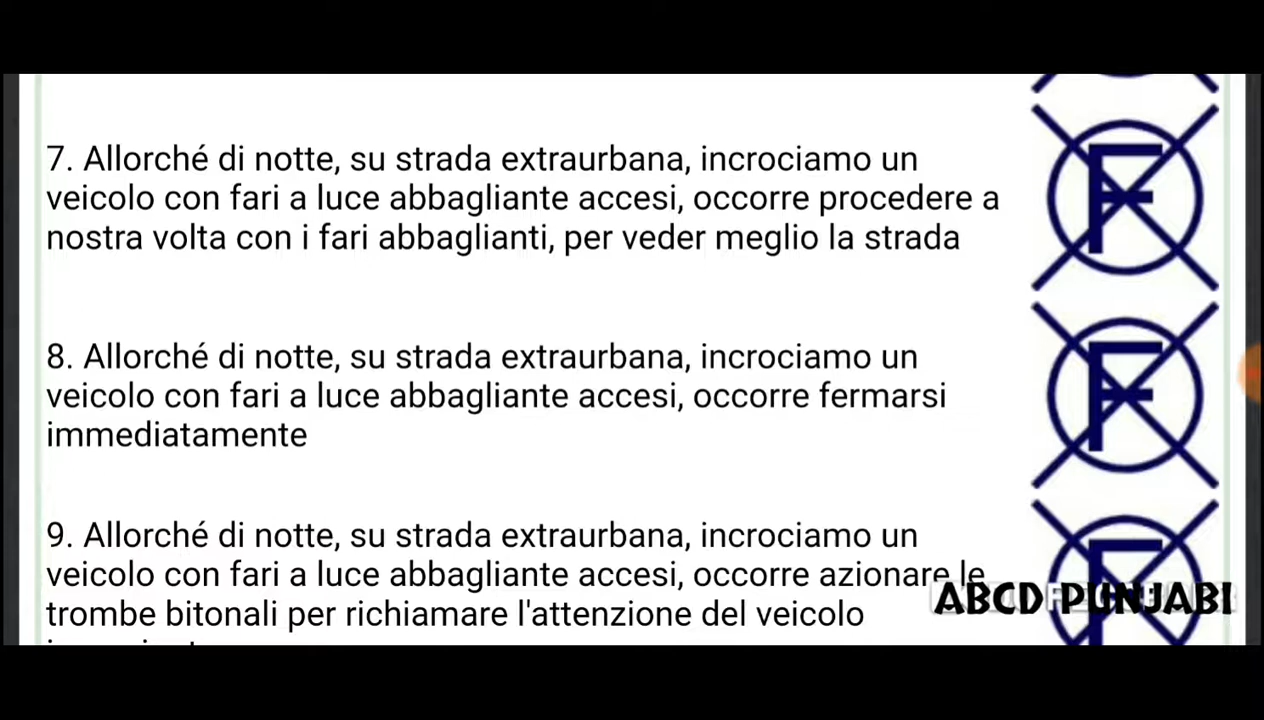 7. Allorché di notte, su strada extraurbana, incrociamo un
veicolo con fari a luce abbagliante accesi, occorre procedere a
nostra volta con i fari abbaglianti, per veder meglio la strada
F
8. Allorché di notte, su strada extraurbana, incrociamo un
veicolo con fari a luce abbagliante accesi, occorre fermarsi
immediatamente
F
9. Allorché di notte, su strada extraurbana, incrociamo un
veicolo con fari a luce abbagliante accesi, occorre azionare le
trombe bitonali per richiamare l'attenzione del veicolo
F
ABCD PUNJABI